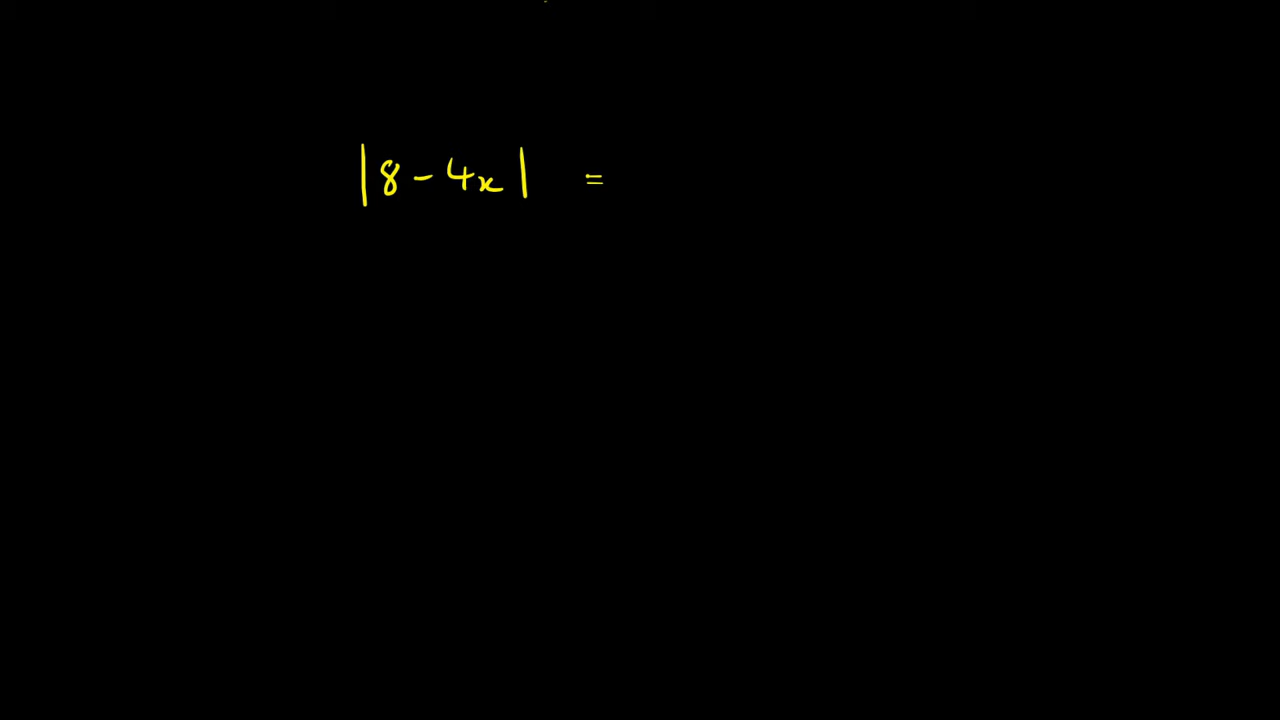 |8-4x| =